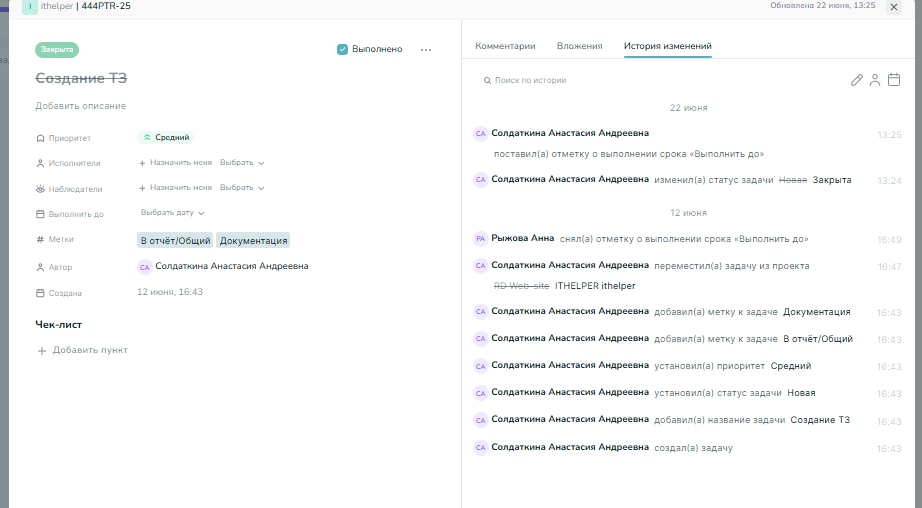 I ithelper | 444PTR-25
Обновлена 22 июня, 13:25
Закрыта
Выполнено
Создание ТЗ
Добавить описание
Приоритет Средний
Исполнители + Назначить меня Выбрать
Наблюдатели + Назначить меня Выбрать
Выполнить до Выбрать дату
# Метки В отчёт/Общий Документация
Автор СА Солдаткина Анастасия Андреевна
Создана 12 июня, 16:43
Чек-лист
+ Добавить пункт
Комментарии Вложения История изменений
Поиск по истории
22 июня
СА Солдаткина Анастасия Андреевна 13:25
поставил(а) отметку о выполнении срока «Выполнить до»
СА Солдаткина Анастасия Андреевна изменил(а) статус задачи Новая Закрыта 13:24
12 июня
РА Рыжова Анна снял(а) отметку о выполнении срока «Выполнить до» 16:49
СА Солдаткина Анастасия Андреевна переместил(а) задачу из проекта 16:47
RD Web-site ITHELPER ithelper
СА Солдаткина Анастасия Андреевна добавил(а) метку к задаче Документация 16:43
СА Солдаткина Анастасия Андреевна добавил(а) метку к задаче В отчёт/Общий 16:43
СА Солдаткина Анастасия Андреевна установил(а) приоритет Средний 16:43
СА Солдаткина Анастасия Андреевна установил(а) статус задачи Новая 16:43
СА Солдаткина Анастасия Андреевна добавил(а) название задачи Создание ТЗ 16:43
СА Солдаткина Анастасия Андреевна создал(а) задачу 16:43